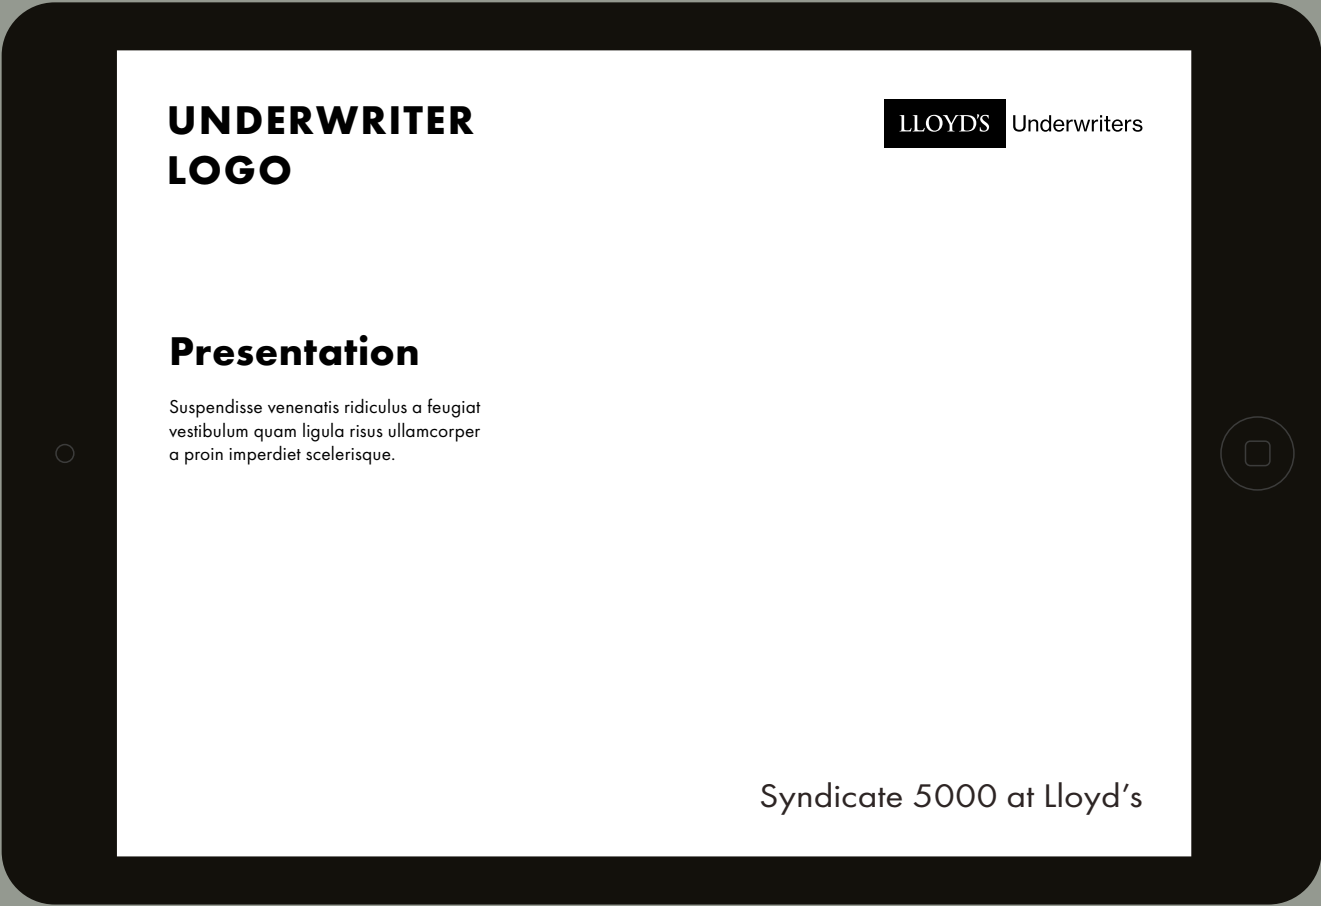 UNDERWRITER
LOGO
LLOYD'S Underwriters
Presentation
Suspendisse venenatis ridiculus a feugiat
vestibulum quam ligula risus ullamcorper
a proin imperdiet scelerisque.
Syndicate 5000 at Lloyd’s